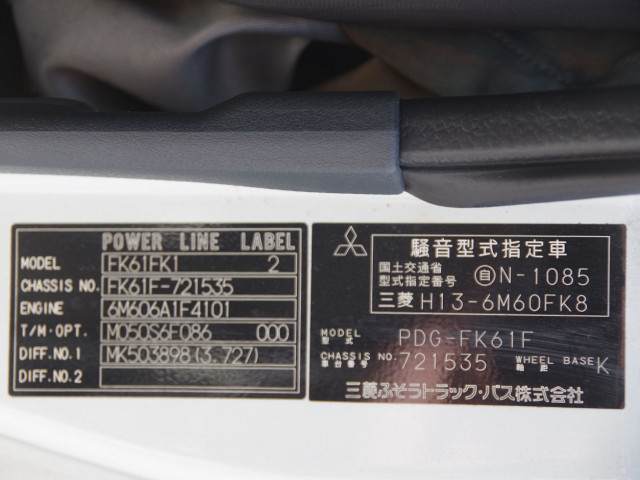 POWER LINE LABEL
MODEL FK61FK1 2
CHASSIS NO. FK61F-721535
ENGINE 6M606A1F4101
T/M・OPT. M050S6F086 000
DIFF.NO.1 MK503898(3.727)
DIFF.NO.2
騒音型式指定車
国土交通省
型式指定番号 自N-1085
三菱 H13-6M60FK8
MODEL
型式 PDG-FK61F
CHASSIS NO.
車台番号 721535 WHEEL BASE
軸距 K
三菱ふそうトラック・バス株式会社